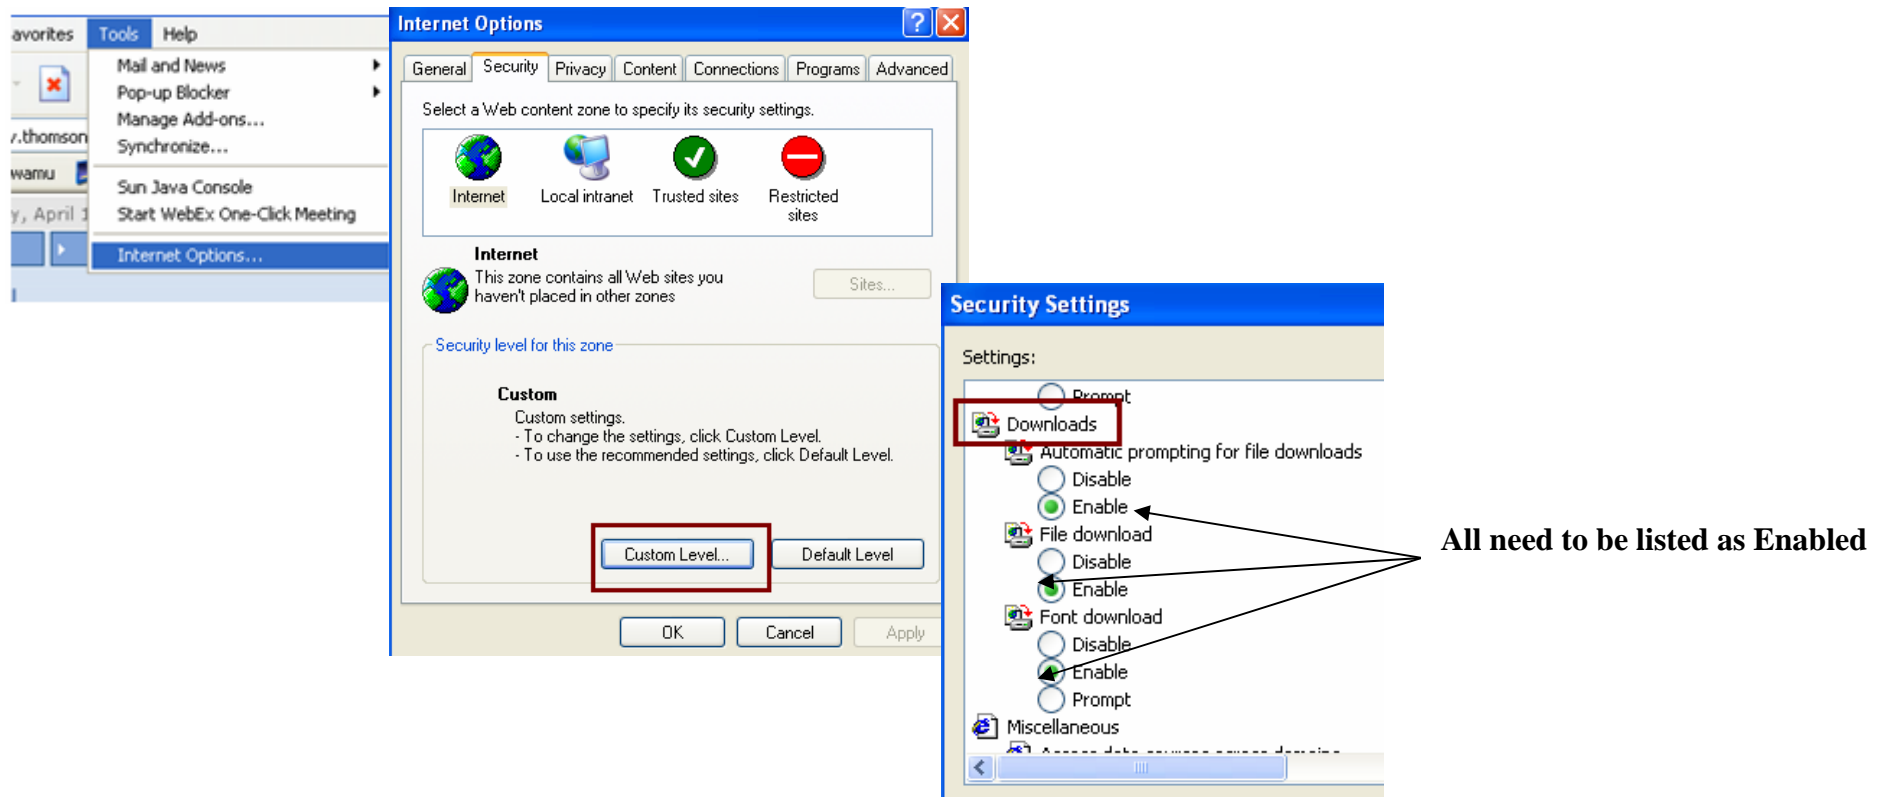 avorites Tools Help
Mail and News
Pop-up Blocker
Manage Add-ons...
Synchronize...
Sun Java Console
Start WebEx One-Click Meeting
Internet Options...
v.thomson
wamu
y, April 1
Internet Options
General Security Privacy Content Connections Programs Advanced
Select a Web content zone to specify its security settings.
Internet Local intranet Trusted sites Restricted
sites
Internet
This zone contains all Web sites you
haven't placed in other zones
Sites...
Security level for this zone
Custom
Custom settings.
- To change the settings, click Custom Level.
- To use the recommended settings, click Default Level.
Custom Level... Default Level
OK Cancel Apply
Security Settings
Settings:
Prompt
Downloads
Automatic prompting for file downloads
Disable
Enable
File download
Disable
Enable
Font download
Disable
Enable
Prompt
Miscellaneous
Access data sources across domains
All need to be listed as Enabled